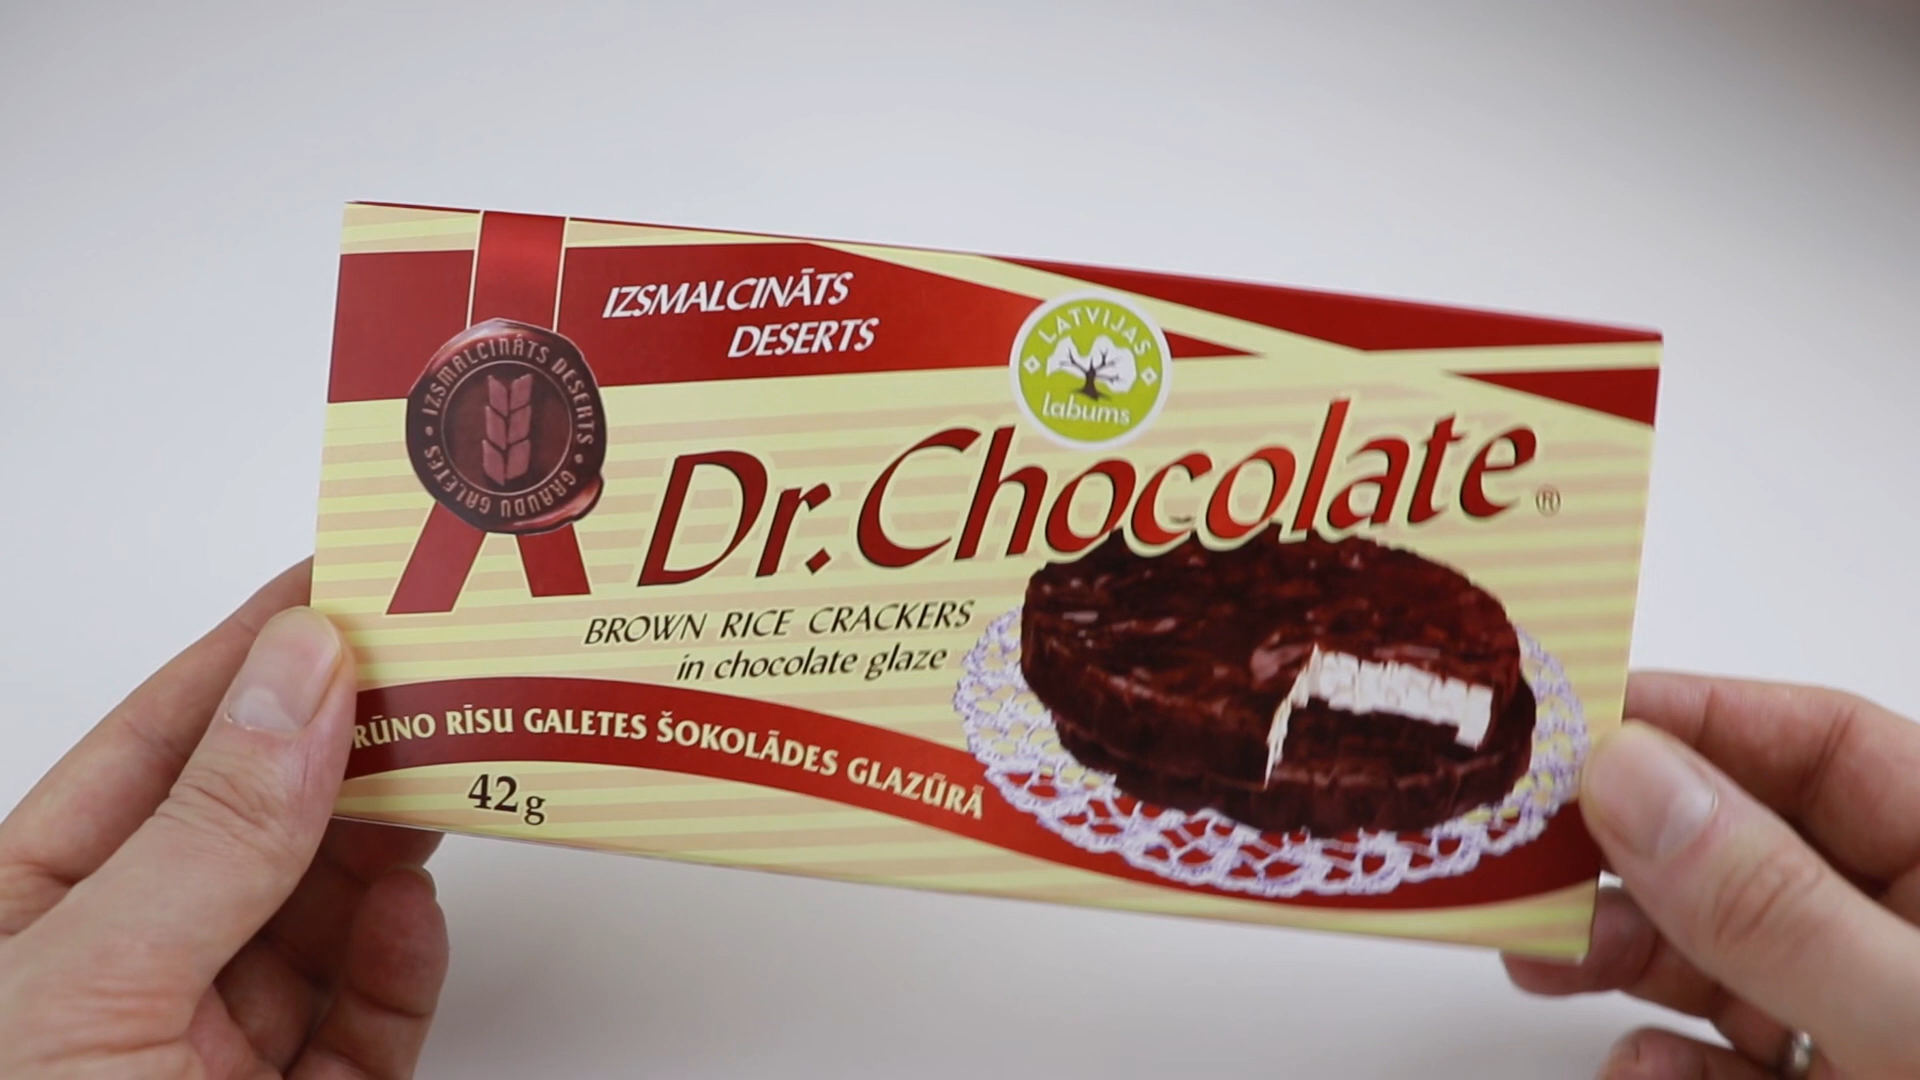 IZSMALCINĀTS
DESERTS
IZSMALCINĀTS DESERTS • GRAUDU GALETES •
LATVIJAS
labums
Dr. Chocolate ®
BROWN RICE CRACKERS
in chocolate glaze
RŪNO RĪSU GALETES ŠOKOLĀDES GLAZŪRĀ
42g